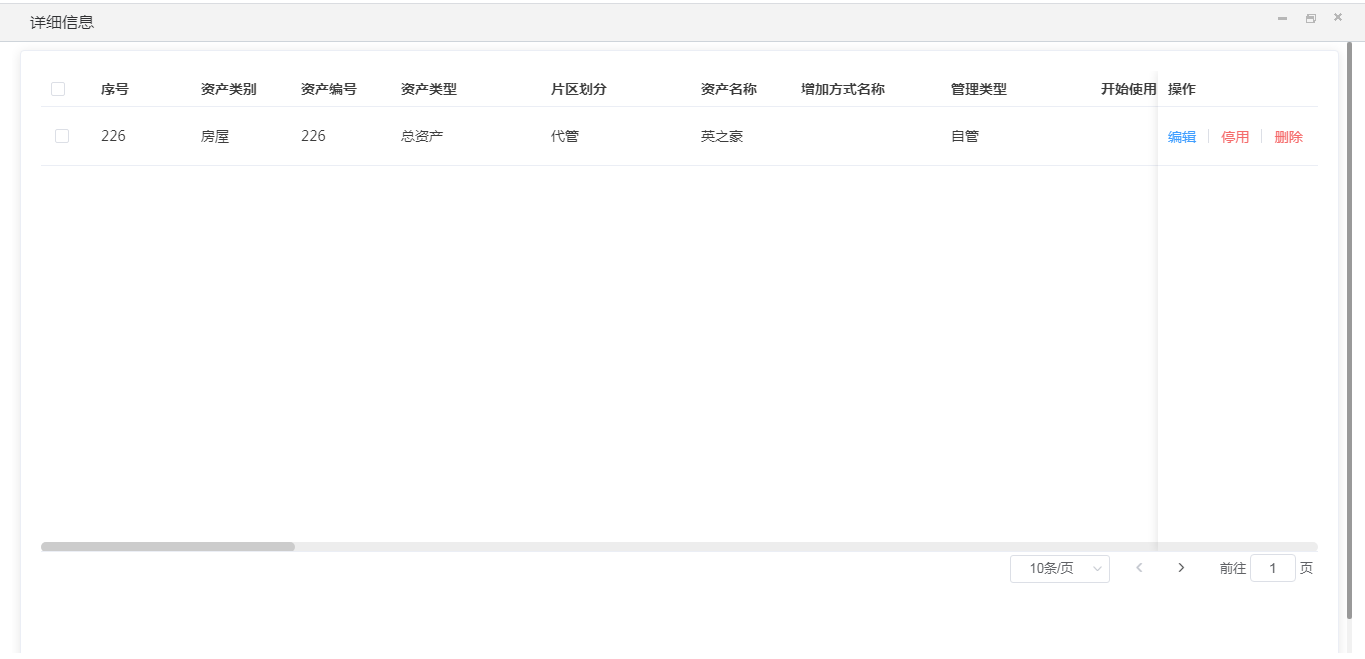 详细信息
序号 资产类别 资产编号 资产类型 片区划分 资产名称 增加方式名称 管理类型 开始使用 操作
226 房屋 226 总资产 代管 英之豪 自管 编辑 停用 删除
10条/页 前往 1 页